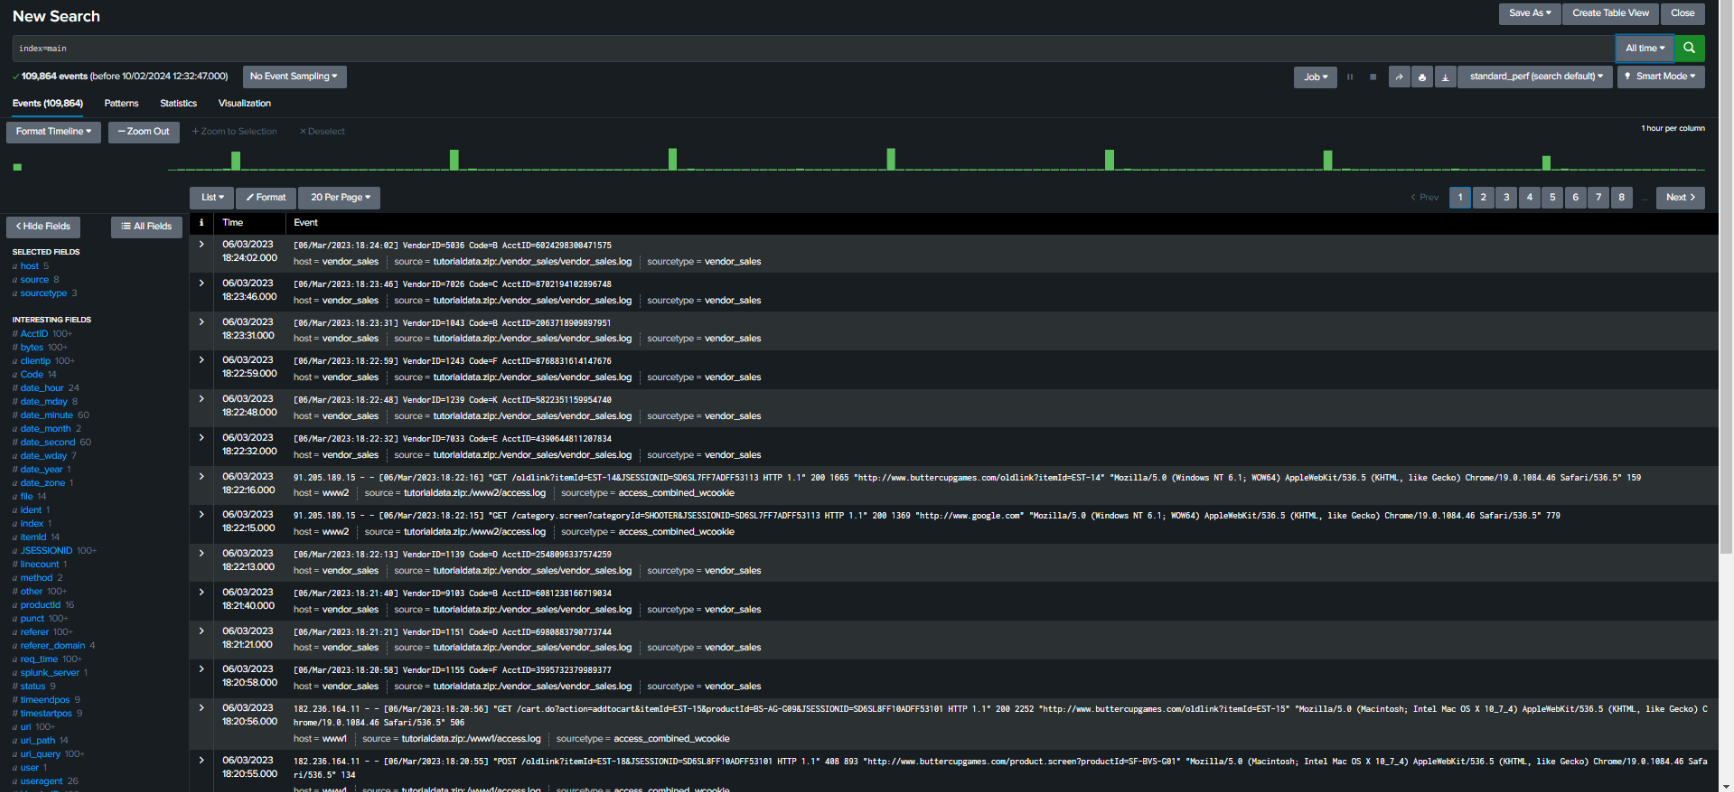 New Search
Save As ▾ Create Table View Close
index=main
All time ▾
✓ 109,864 events (before 10/02/2024 12:32:47.000) No Event Sampling ▾
Job ▾ standard_perf (search default) ▾ Smart Mode ▾
Events (109,864) Patterns Statistics Visualization
Format Timeline ▾ — Zoom Out + Zoom to Selection × Deselect
1 hour per column
List ▾ Format 20 Per Page ▾
< Prev 1 2 3 4 5 6 7 8 ... Next >
< Hide Fields All Fields
SELECTED FIELDS
a host 5
a source 8
a sourcetype 3
INTERESTING FIELDS
# AcctID 100+
# bytes 100+
a clientip 100+
a Code 14
# date_hour 24
# date_mday 8
# date_minute 60
a date_month 2
# date_second 60
a date_wday 7
# date_year 1
a date_zone 1
a file 14
a ident 1
a index 1
a itemId 14
a JSESSIONID 100+
# linecount 1
a method 2
# other 100+
a productId 16
a punct 100+
a referer 100+
a referer_domain 4
a req_time 100+
a splunk_server 1
# status 9
# timeendpos 9
# timestartpos 9
a uri 100+
a uri_path 14
a uri_query 100+
a user 1
a useragent 26
i Time Event
06/03/2023 18:24:02.000
[06/Mar/2023:18:24:02] VendorID=5036 Code=B AcctID=6024298300471575
host = vendor_sales source = tutorialdata.zip:./vendor_sales/vendor_sales.log sourcetype = vendor_sales
06/03/2023 18:23:46.000
[06/Mar/2023:18:23:46] VendorID=7026 Code=C AcctID=8702194102896748
host = vendor_sales source = tutorialdata.zip:./vendor_sales/vendor_sales.log sourcetype = vendor_sales
06/03/2023 18:23:31.000
[06/Mar/2023:18:23:31] VendorID=1043 Code=B AcctID=2063718909897951
host = vendor_sales source = tutorialdata.zip:./vendor_sales/vendor_sales.log sourcetype = vendor_sales
06/03/2023 18:22:59.000
[06/Mar/2023:18:22:59] VendorID=1243 Code=F AcctID=8768831614147676
host = vendor_sales source = tutorialdata.zip:./vendor_sales/vendor_sales.log sourcetype = vendor_sales
06/03/2023 18:22:48.000
[06/Mar/2023:18:22:48] VendorID=1239 Code=K AcctID=5822351159954740
host = vendor_sales source = tutorialdata.zip:./vendor_sales/vendor_sales.log sourcetype = vendor_sales
06/03/2023 18:22:32.000
[06/Mar/2023:18:22:32] VendorID=7033 Code=E AcctID=4390644811207834
host = vendor_sales source = tutorialdata.zip:./vendor_sales/vendor_sales.log sourcetype = vendor_sales
06/03/2023 18:22:16.000
91.205.189.15 - - [06/Mar/2023:18:22:16] "GET /oldlink?itemId=EST-14&JSESSIONID=SD6SL7FF7ADFF53113 HTTP 1.1" 200 1665 "http://www.buttercupgames.com/oldlink?itemId=EST-14" "Mozilla/5.0 (Windows NT 6.1; WOW64) AppleWebKit/536.5 (KHTML, like Gecko) Chrome/19.0.1084.46 Safari/536.5" 159
host = www2 source = tutorialdata.zip:./www2/access.log sourcetype = access_combined_wcookie
06/03/2023 18:22:15.000
91.205.189.15 - - [06/Mar/2023:18:22:15] "GET /category.screen?categoryId=SHOOTER&JSESSIONID=SD6SL7FF7ADFF53113 HTTP 1.1" 200 1369 "http://www.google.com" "Mozilla/5.0 (Windows NT 6.1; WOW64) AppleWebKit/536.5 (KHTML, like Gecko) Chrome/19.0.1084.46 Safari/536.5" 779
host = www2 source = tutorialdata.zip:./www2/access.log sourcetype = access_combined_wcookie
06/03/2023 18:22:13.000
[06/Mar/2023:18:22:13] VendorID=1139 Code=D AcctID=2548096337574259
host = vendor_sales source = tutorialdata.zip:./vendor_sales/vendor_sales.log sourcetype = vendor_sales
06/03/2023 18:21:40.000
[06/Mar/2023:18:21:40] VendorID=9103 Code=B AcctID=6081238166719034
host = vendor_sales source = tutorialdata.zip:./vendor_sales/vendor_sales.log sourcetype = vendor_sales
06/03/2023 18:21:21.000
[06/Mar/2023:18:21:21] VendorID=1151 Code=D AcctID=6980883790773744
host = vendor_sales source = tutorialdata.zip:./vendor_sales/vendor_sales.log sourcetype = vendor_sales
06/03/2023 18:20:58.000
[06/Mar/2023:18:20:58] VendorID=1155 Code=F AcctID=3595732379989377
host = vendor_sales source = tutorialdata.zip:./vendor_sales/vendor_sales.log sourcetype = vendor_sales
06/03/2023 18:20:56.000
182.236.164.11 - - [06/Mar/2023:18:20:56] "GET /cart.do?action=addtocart&itemId=EST-15&productId=BS-AG-G09&JSESSIONID=SD6SL8FF10ADFF53101 HTTP 1.1" 200 2252 "http://www.buttercupgames.com/oldlink?itemId=EST-15" "Mozilla/5.0 (Macintosh; Intel Mac OS X 10_7_4) AppleWebKit/536.5 (KHTML, like Gecko) C
hrome/19.0.1084.46 Safari/536.5" 506
host = www1 source = tutorialdata.zip:./www1/access.log sourcetype = access_combined_wcookie
06/03/2023 18:20:55.000
182.236.164.11 - - [06/Mar/2023:18:20:55] "POST /oldlink?itemId=EST-18&JSESSIONID=SD6SL8FF10ADFF53101 HTTP 1.1" 408 893 "http://www.buttercupgames.com/product.screen?productId=SF-BVS-G01" "Mozilla/5.0 (Macintosh; Intel Mac OS X 10_7_4) AppleWebKit/536.5 (KHTML, like Gecko) Chrome/19.0.1084.46 Safa
ri/536.5" 134
host = www1 source = tutorialdata.zip:./www1/access.log sourcetype = access_combined_wcookie